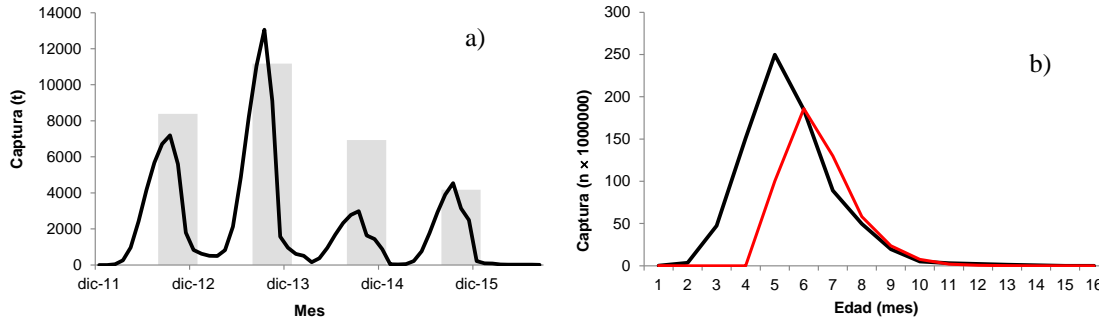 a)
14000
12000
10000
8000
6000
4000
2000
0
Captura (t)
dic-11 dic-12 dic-13 dic-14 dic-15
Mes
b)
300
250
200
150
100
50
0
Captura (n × 1000000)
1 2 3 4 5 6 7 8 9 10 11 12 13 14 15 16
Edad (mes)